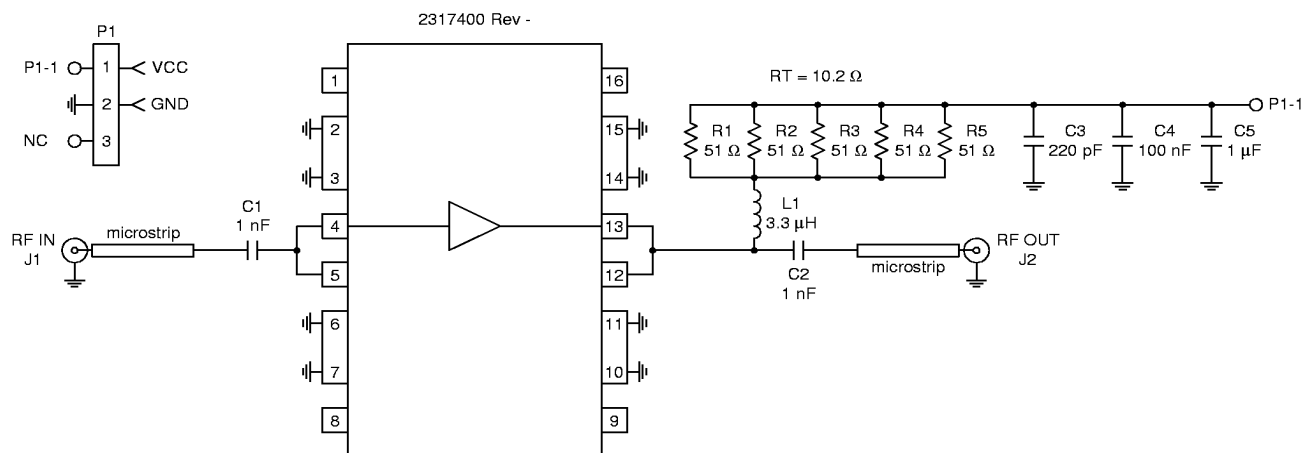 2317400 Rev -
P1
P1-1
1
VCC
2
GND
NC
3
1
2
3
4
5
6
7
8
16
15
14
13
12
11
10
9
RF IN
J1
microstrip
C1
1 nF
RT = 10.2 Ω
R1
51 Ω
R2
51 Ω
R3
51 Ω
R4
51 Ω
R5
51 Ω
C3
220 pF
C4
100 nF
C5
1 µF
P1-1
L1
3.3 µH
C2
1 nF
microstrip
RF OUT
J2